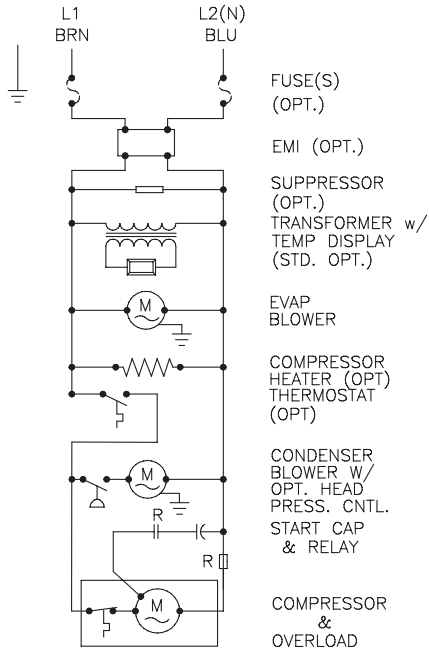 L1
BRN
L2(N)
BLU
FUSE(S)
(OPT.)
EMI (OPT.)
SUPPRESSOR
(OPT.)
TRANSFORMER w/
TEMP DISPLAY
(STD. OPT.)
M
EVAP
BLOWER
COMPRESSOR
HEATER (OPT)
THERMOSTAT
(OPT)
M
CONDENSER
BLOWER W/
OPT. HEAD
PRESS. CNTL.
R
START CAP
& RELAY
R
M
COMPRESSOR
&
OVERLOAD